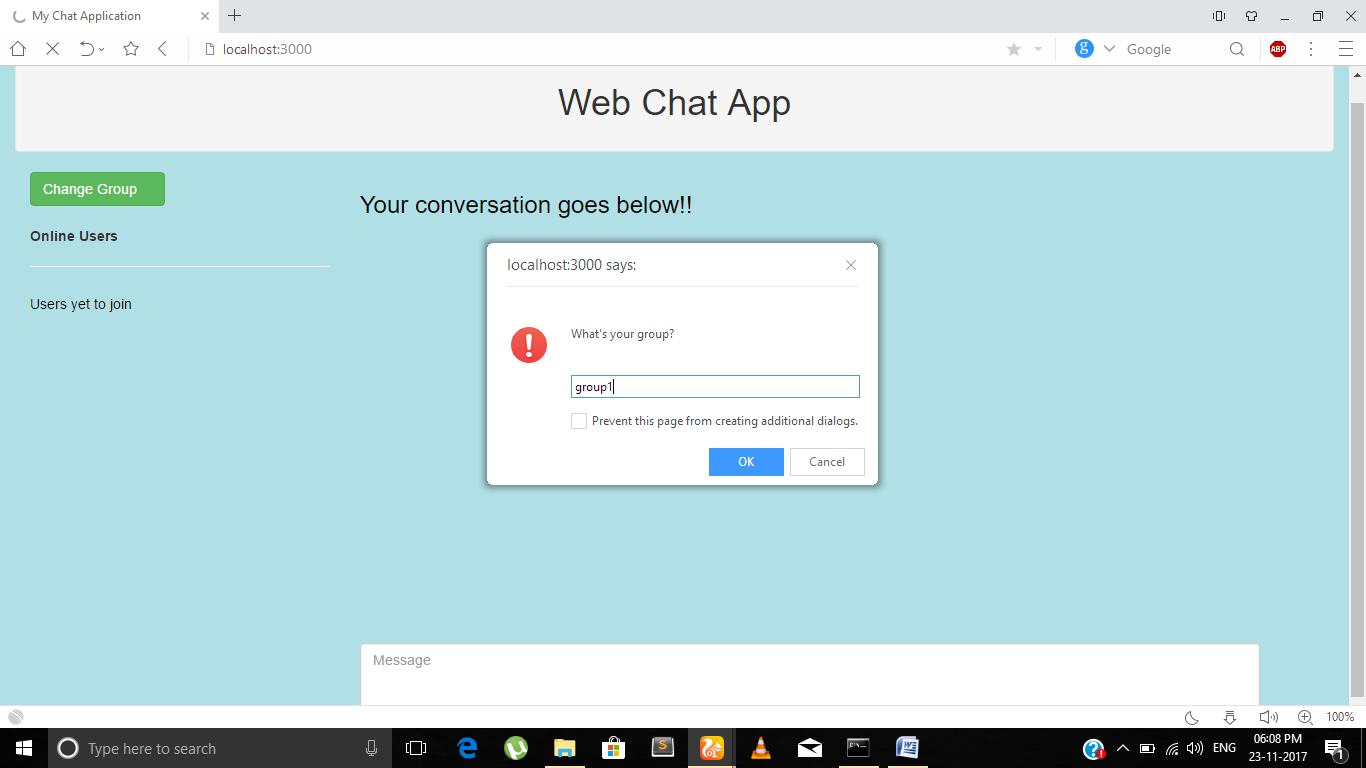 My Chat Application
localhost:3000
Google
ABP
Web Chat App
Change Group
Your conversation goes below!!
Online Users
Users yet to join
localhost:3000 says:
What's your group?
group1
Prevent this page from creating additional dialogs.
OK
Cancel
Message
100%
Type here to search
ENG
06:08 PM
23-11-2017
1